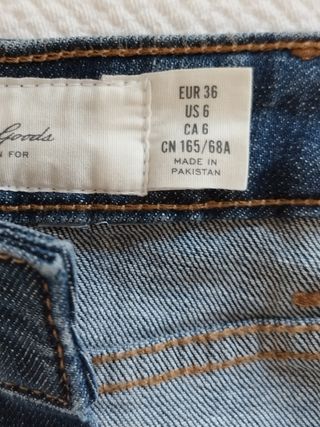 Goods
N FOR
EUR 36
US 6
CA 6
CN 165/68A
MADE IN
PAKISTAN